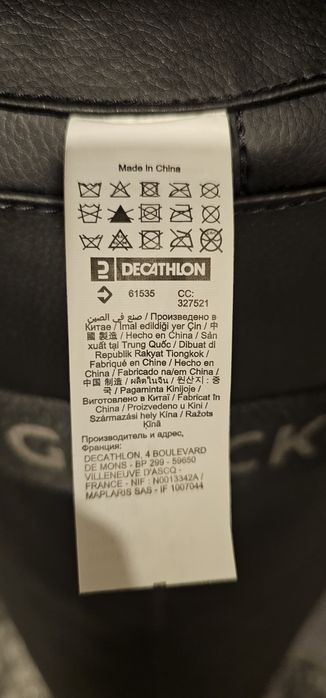 Made in China
DECATHLON
61535 CC:
327521
صنع في الصين / Произведено в
Китае / İmal edildiği yer Çin / 中
國 製造 / Hecho en China / Sản
xuất tại Trung Quốc / Dibuat di
Republik Rakyat Tiongkok /
Fabriqué en Chine / Hecho en
China / Fabricado na/em China /
中国 制造 / ผลิตในจีน / 원산지 : 중
국 / Pagaminta Kinijoje /
Виготовлено в Китаї / Fabricat în
China / Proizvedeno u Kini /
Származási hely Kína / Ražots
Ķīnā
Производитель и адрес,
Франция:
DECATHLON, 4 BOULEVARD
DE MONS - BP 299 - 59650
VILLENEUVE D'ASCQ -
FRANCE - NIF : N0013342A /
MAPLARIS SAS - IF 1007044